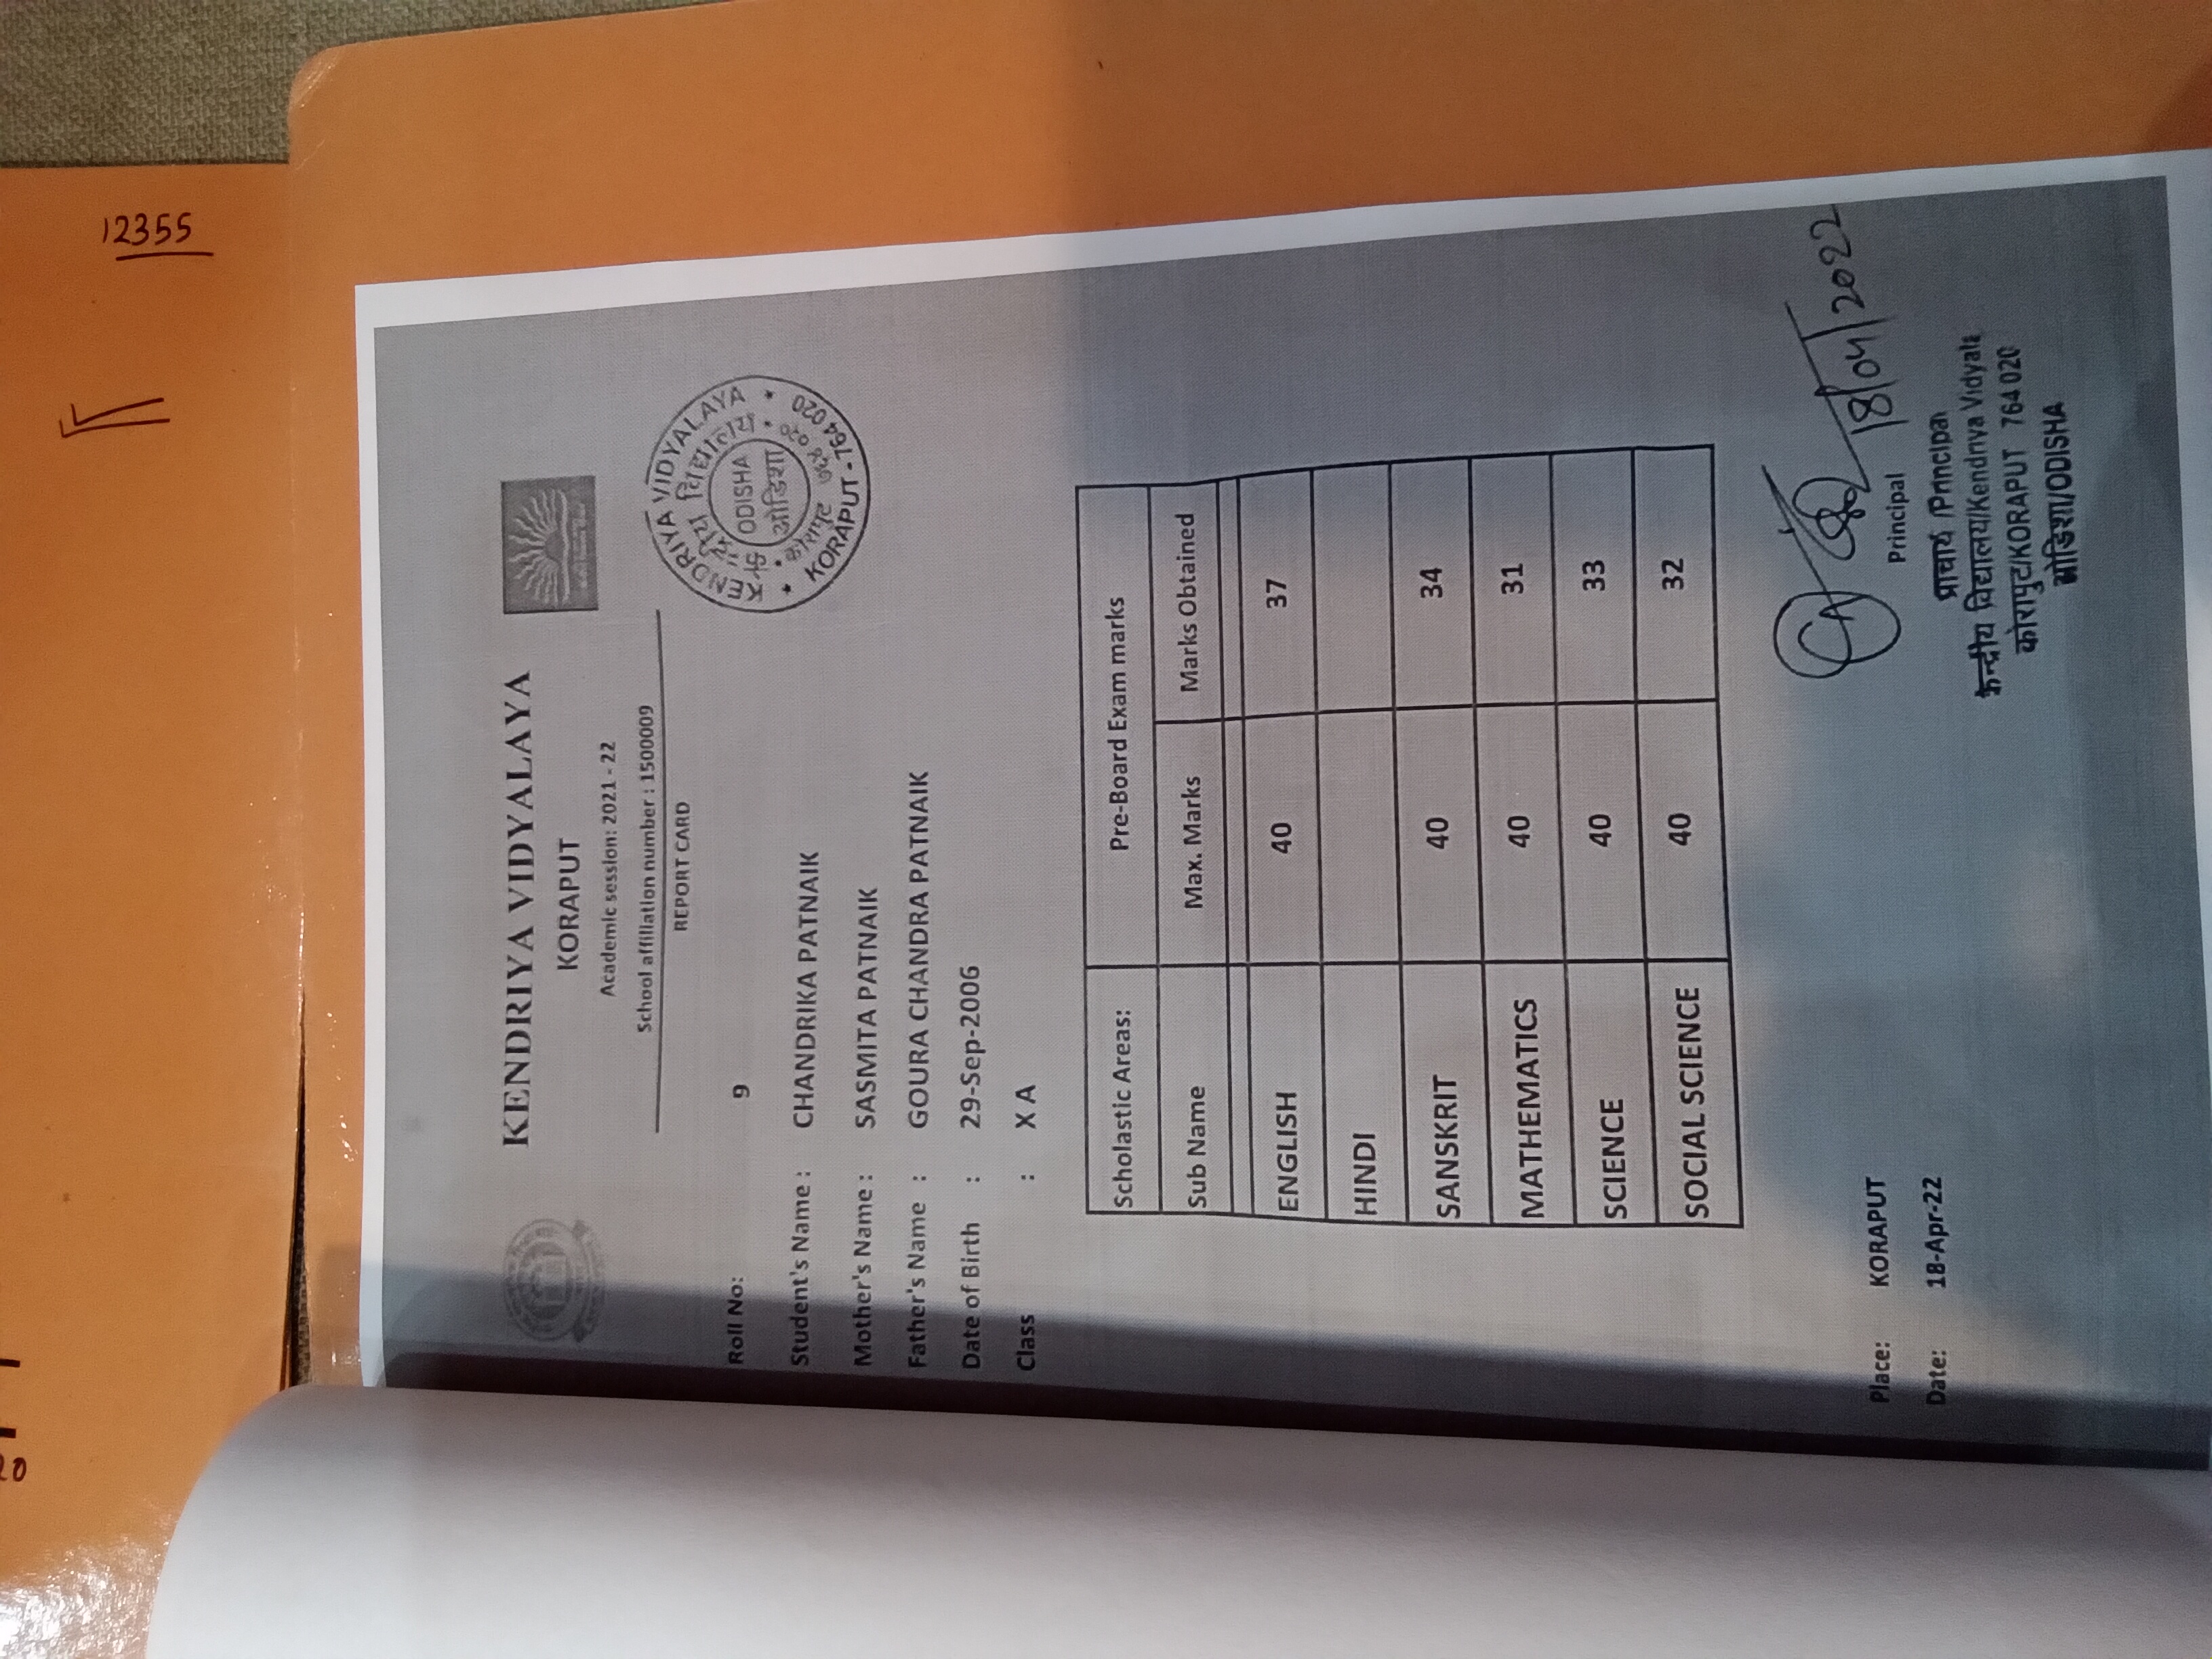 12355
KENDRIYA VIDYALAYA
KORAPUT
Academic session: 2021 - 22
School affiliation number : 1500009
REPORT CARD
KENDRIYA VIDYALAYA
केन्द्रीय विद्यालय
ODISHA
ओडिशा
कोरापुट ७६४ ०२०
KORAPUT - 764 020
Roll No: 9
Student's Name : CHANDRIKA PATNAIK
Mother's Name : SASMITA PATNAIK
Father's Name : GOURA CHANDRA PATNAIK
Date of Birth : 29-Sep-2006
Class : X A
Scholastic Areas: Pre-Board Exam marks
Sub Name Max. Marks Marks Obtained
ENGLISH 40 37
HINDI
SANSKRIT 40 34
MATHEMATICS 40 31
SCIENCE 40 33
SOCIAL SCIENCE 40 32
18/04/2022
Principal
Place: KORAPUT
Date: 18-Apr-22
प्राचार्य /Principal
केन्द्रीय विद्यालय/Kendriya Vidyala
कोरापुट/KORAPUT 764 020
ओडिशा/ODISHA